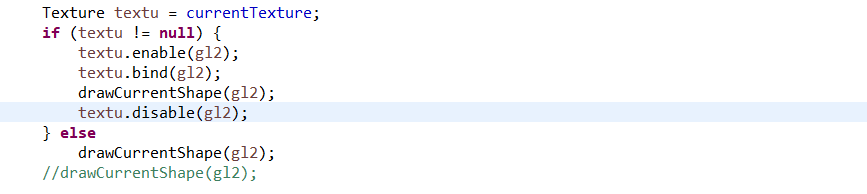 Texture textu = currentTexture;
if (textu != null) {
textu.enable(gl2);
textu.bind(gl2);
drawCurrentShape(gl2);
textu.disable(gl2);
} else
drawCurrentShape(gl2);
//drawCurrentShape(gl2);